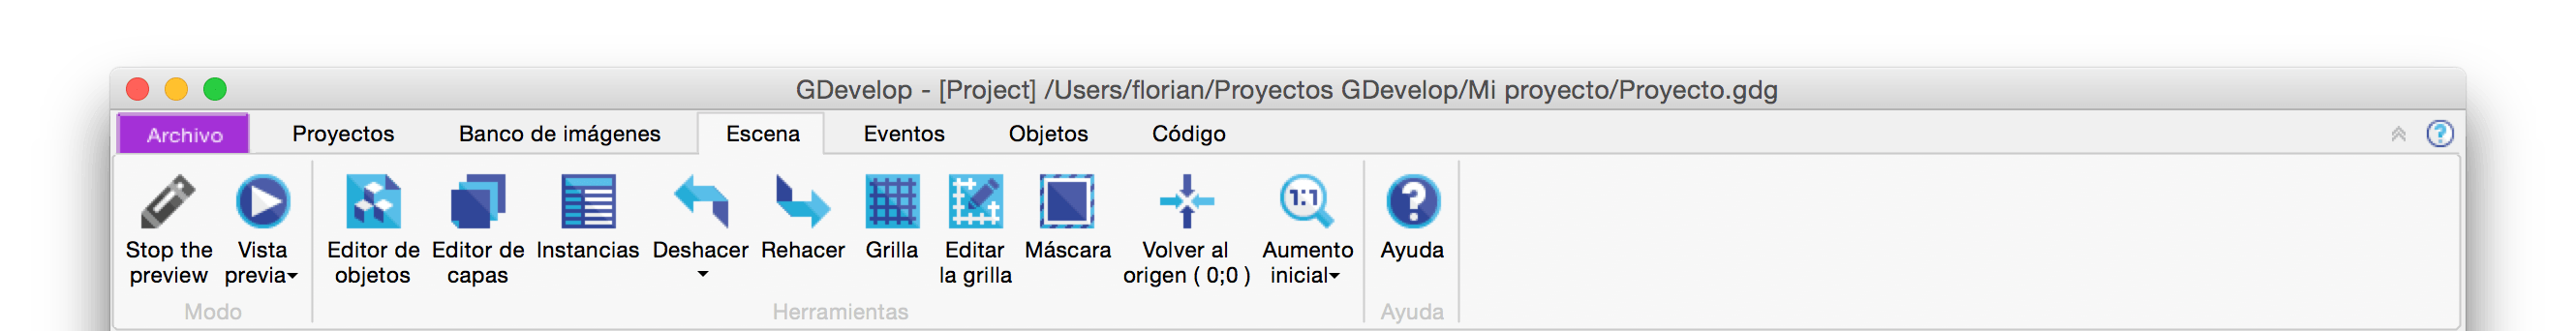 GDevelop - [Project] /Users/florian/Proyectos GDevelop/Mi proyecto/Proyecto.gdg
Archivo Proyectos Banco de imágenes Escena Eventos Objetos Código
1:1
Stop the preview
Vista previa
Editor de objetos
Editor de capas
Instancias
Deshacer
Rehacer
Grilla
Editar la grilla
Máscara
Volver al origen ( 0;0 )
Aumento inicial
Ayuda
Modo
Herramientas
Ayuda